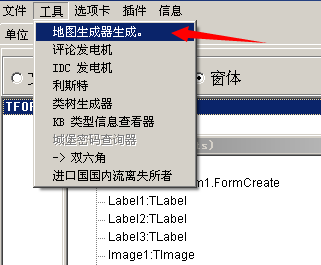 文件 工具 选项卡 插件 信息
单位
地图生成器生成。
评论发电机
IDC 发电机
利斯特
类树生成器
KB 类型信息查看器
城堡密码查询器
-> 双六角
进口国国内流离失所者
窗体
TFO
s)
m1.FormCreate
Label1:TLabel
Label2:TLabel
Label3:TLabel
Image1:TImage